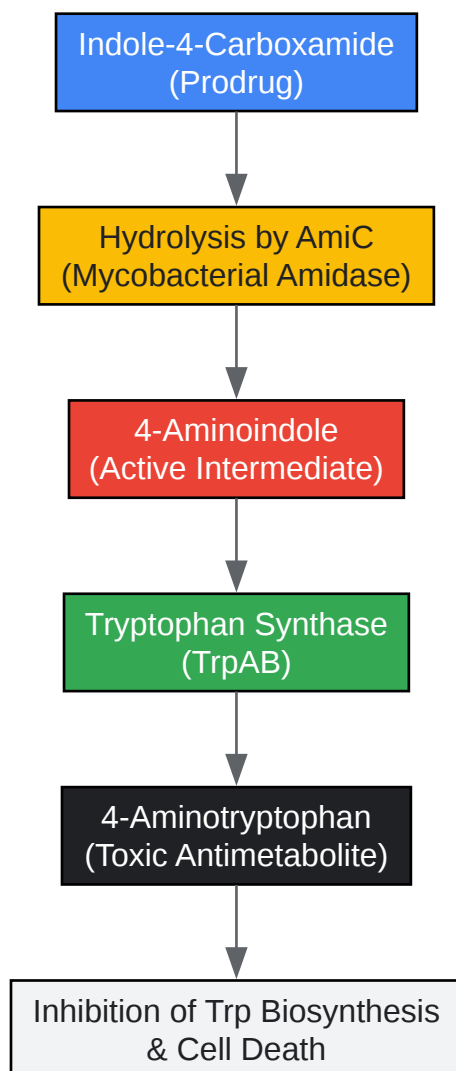 Indole-4-Carboxamide
(Prodrug)
Hydrolysis by AmiC
(Mycobacterial Amidase)
4-Aminoindole
(Active Intermediate)
Tryptophan Synthase
(TrpAB)
4-Aminotryptophan
(Toxic Antimetabolite)
Inhibition of Trp Biosynthesis
& Cell Death